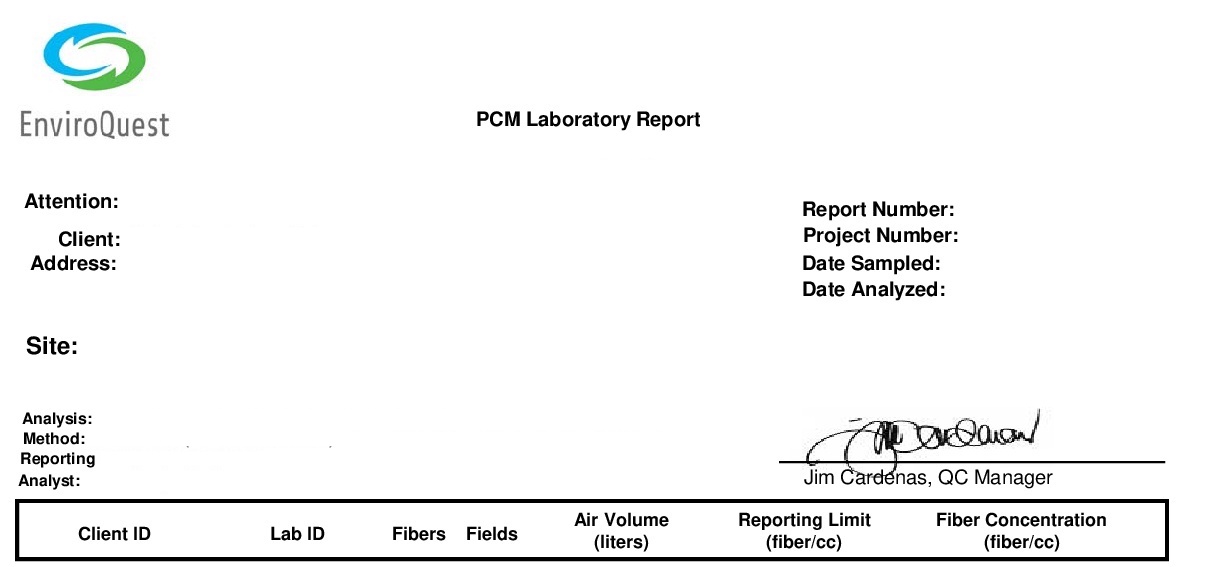 EnviroQuest
PCM Laboratory Report
Attention:
Client:
Address:
Report Number:
Project Number:
Date Sampled:
Date Analyzed:
Site:
Analysis:
Method:
Reporting
Analyst:
Jim Cardenas, QC Manager
Client ID Lab ID Fibers Fields Air Volume (liters) Reporting Limit (fiber/cc) Fiber Concentration (fiber/cc)